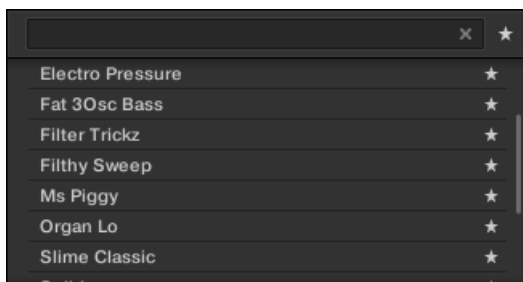 Electro Pressure
Fat 3Osc Bass
Filter Trickz
Filthy Sweep
Ms Piggy
Organ Lo
Slime Classic